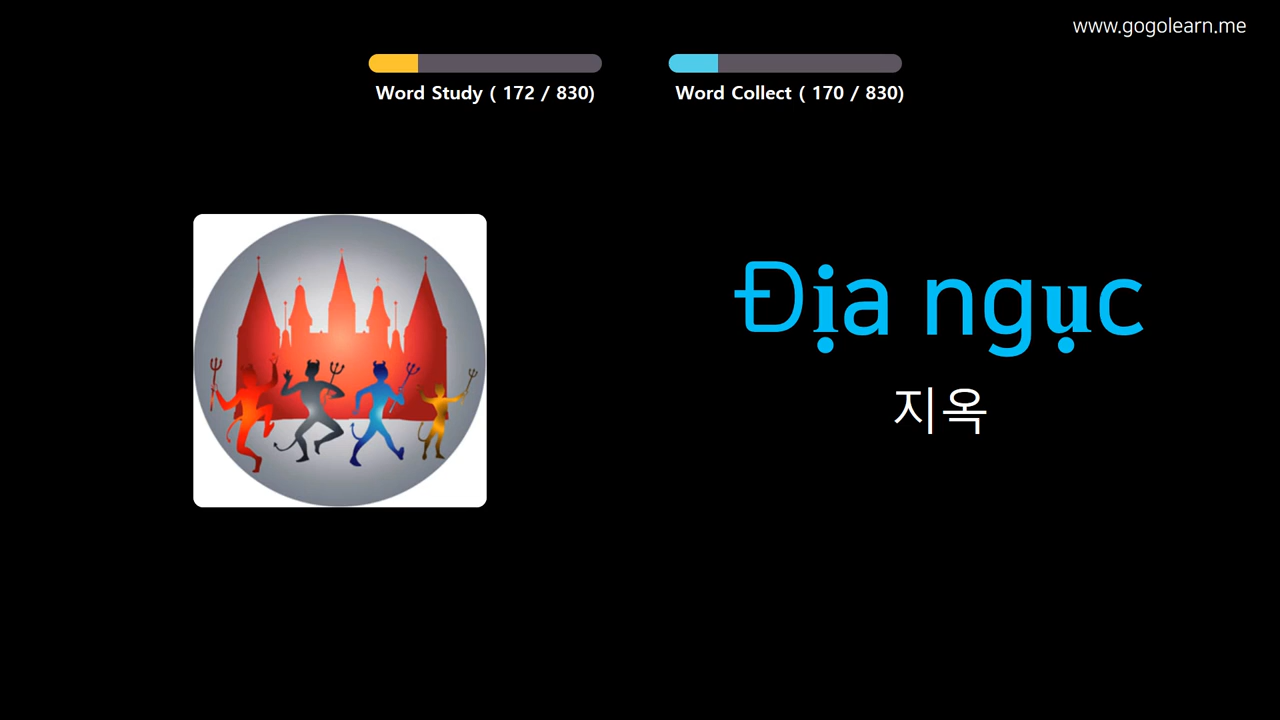 www.gogolearn.me
Word Study ( 172 / 830)
Word Collect ( 170 / 830)
Địa ngục
지옥